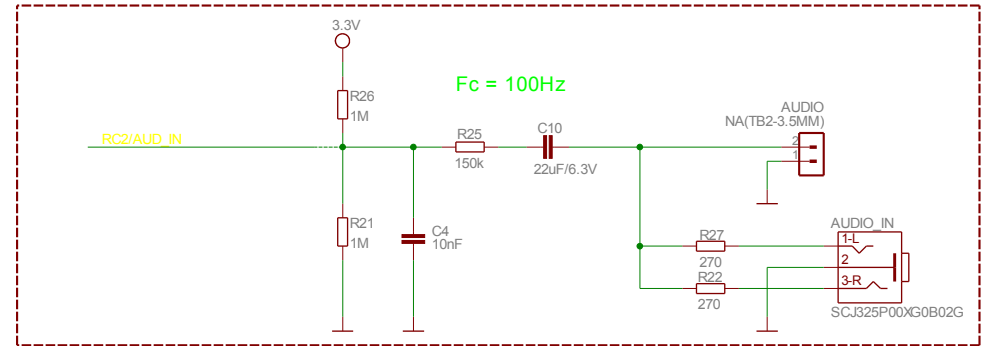 3.3V
Fc = 100Hz
R26
1M
RC2/AUD_IN
R25
150k
C10
22uF/6.3V
AUDIO
NA(TB2-3.5MM)
2
1
R21
1M
C4
10nF
R27
270
R22
270
AUDIO_IN
1-L
2
3-R
SCJ325P00XG0B02G